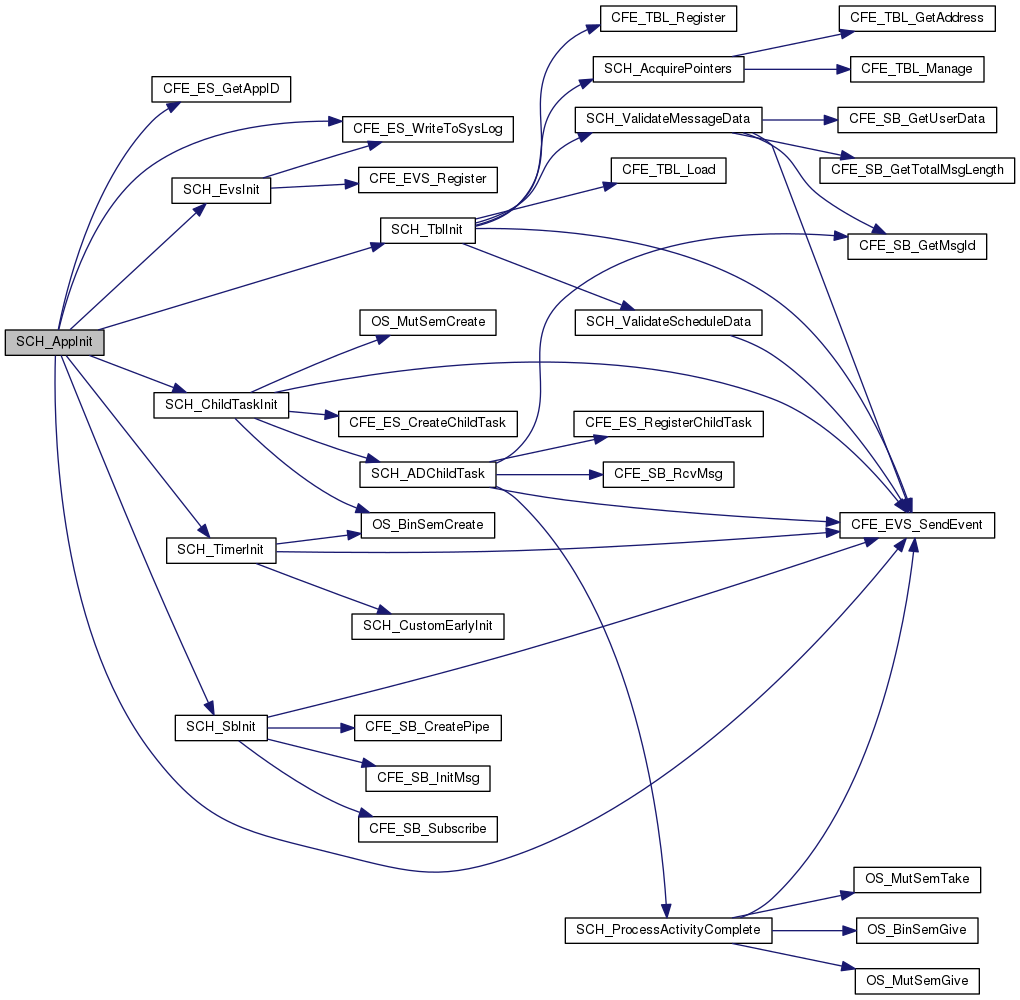 CFE_TBL_Register
CFE_TBL_GetAddress
SCH_AcquirePointers
CFE_TBL_Manage
CFE_ES_GetAppID
SCH_ValidateMessageData
CFE_SB_GetUserData
CFE_ES_WriteToSysLog
CFE_TBL_Load
CFE_SB_GetTotalMsgLength
CFE_EVS_Register
SCH_EvsInit
SCH_TblInit
CFE_SB_GetMsgId
OS_MutSemCreate
SCH_ValidateScheduleData
SCH_AppInit
SCH_ChildTaskInit
CFE_ES_CreateChildTask
CFE_ES_RegisterChildTask
SCH_ADChildTask
CFE_SB_RcvMsg
OS_BinSemCreate
CFE_EVS_SendEvent
SCH_TimerInit
SCH_CustomEarlyInit
SCH_SbInit
CFE_SB_CreatePipe
CFE_SB_InitMsg
CFE_SB_Subscribe
OS_MutSemTake
SCH_ProcessActivityComplete
OS_BinSemGive
OS_MutSemGive